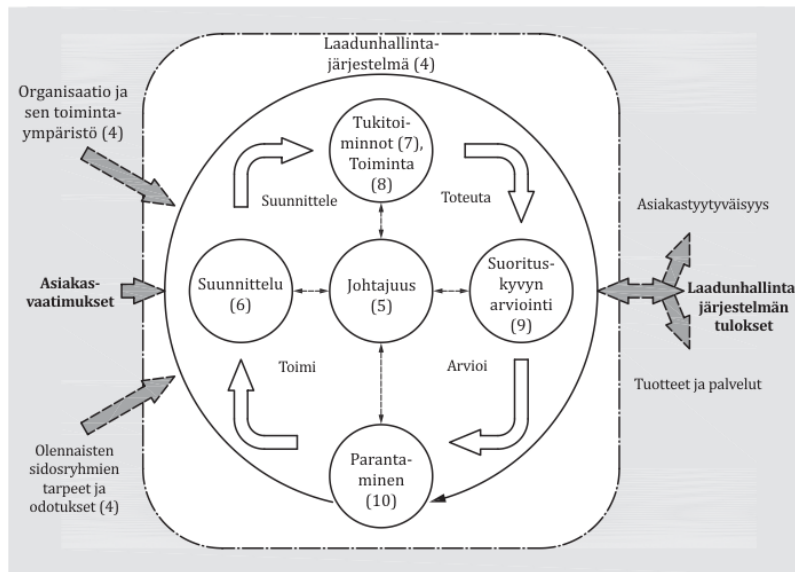 Laadunhallinta-
järjestelmä (4)
Organisaatio ja
sen toiminta-
ympäristö (4)
Tukitoi-
minnot (7),
Toiminta
(8)
Suunnittele
Toteuta
Asiakastyytyväisyys
Asiakas-
vaatimukset
Suunnittelu
(6)
Johtajuus
(5)
Suoritus-
kyvyn
arviointi
(9)
Laadunhallinta
järjestelmän
tulokset
Toimi
Arvioi
Tuotteet ja palvelut
Olennaisten
sidosryhmien
tarpeet ja
odotukset (4)
Paranta-
minen
(10)